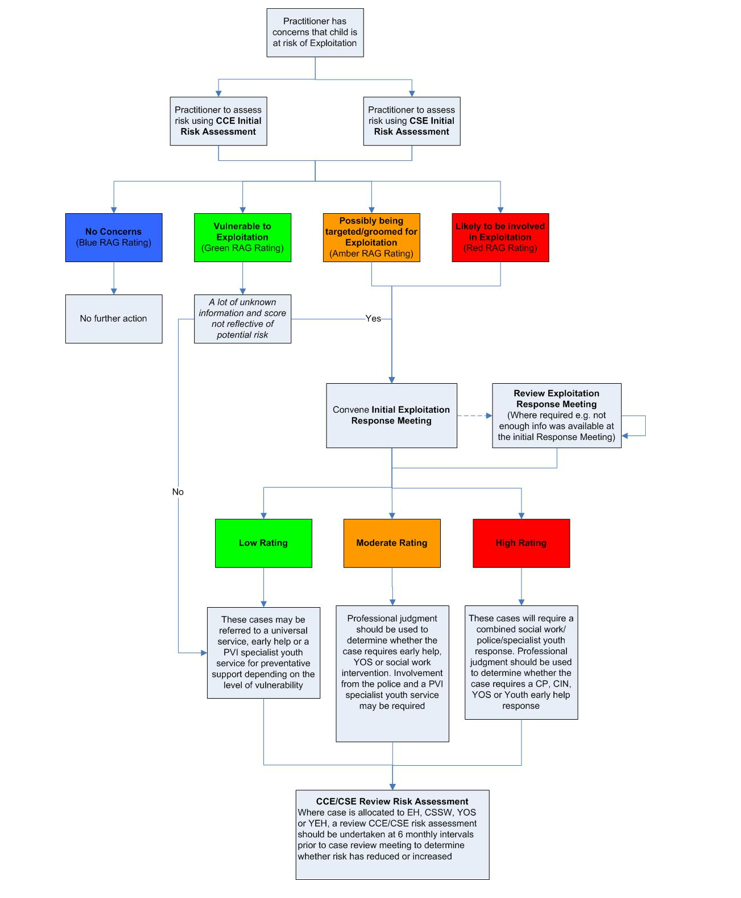 Practitioner has
concerns that child is
at risk of Exploitation
Practitioner to assess
risk using CCE Initial
Risk Assessment
Practitioner to assess
risk using CSE Initial
Risk Assessment
No Concerns
(Blue RAG Rating)
Vulnerable to
Exploitation
(Green RAG Rating)
Possibly being
targeted/groomed for
Exploitation
(Amber RAG Rating)
Likely to be involved
in Exploitation
(Red RAG Rating)
No further action
A lot of unknown
information and score
not reflective of
potential risk
Yes
Convene Initial Exploitation
Response Meeting
Review Exploitation
Response Meeting
(Where required e.g. not
enough info was available at
the initial Response Meeting)
No
Low Rating
Moderate Rating
High Rating
These cases may be
referred to a universal
service, early help or a
PVI specialist youth
service for preventative
support depending on the
level of vulnerability
Professional judgment
should be used to
determine whether the
case requires early help,
YOS or social work
intervention. Involvement
from the police and a PVI
specialist youth service
may be required
These cases will require a
combined social work/
police/specialist youth
response. Professional
judgment should be used
to determine whether the
case requires a CP, CIN,
YOS or Youth early help
response
CCE/CSE Review Risk Assessment
Where case is allocated to EH, CSSW, YOS
or YEH, a review CCE/CSE risk assessment
should be undertaken at 6 monthly intervals
prior to case review meeting to determine
whether risk has reduced or increased